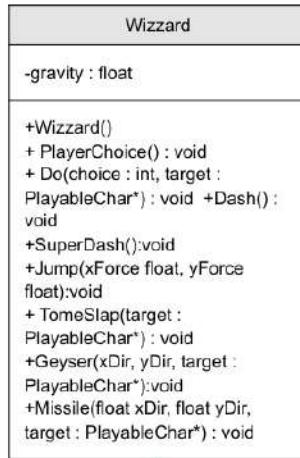 Wizzard
-gravity : float
+Wizzard()
+ PlayerChoice() : void
+ Do(choice : int, target :
PlayableChar*) : void +Dash() :
void
+SuperDash():void
+Jump(xForce float, yForce
float):void
+ TomeSlap(target :
PlayableChar*) : void
+Geyser(xDir, yDir, target :
PlayableChar*):void
+Missile(float xDir, float yDir,
target : PlayableChar*) : void